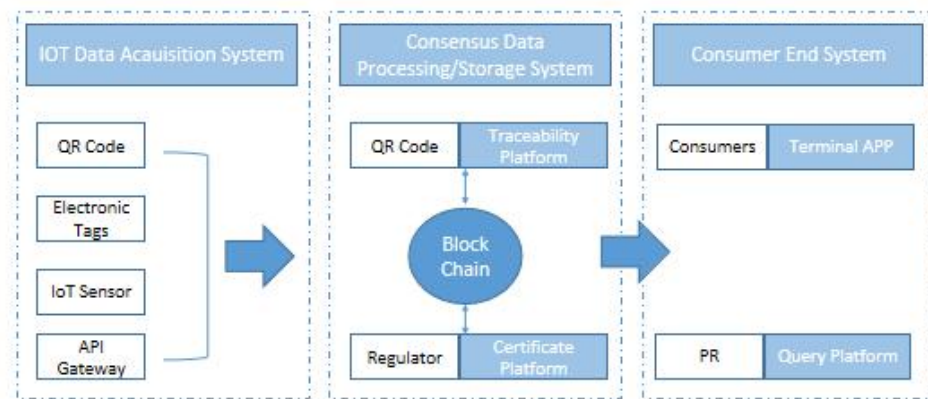 IOT Data Acauisition System
QR Code
Electronic
Tags
IoT Sensor
API
Gateway
Consensus Data
Processing/Storage System
QR Code
Traceability
Platform
Block
Chain
Regulator
Certificate
Platform
Consumer End System
Consumers
Terminal APP
PR
Query Platform